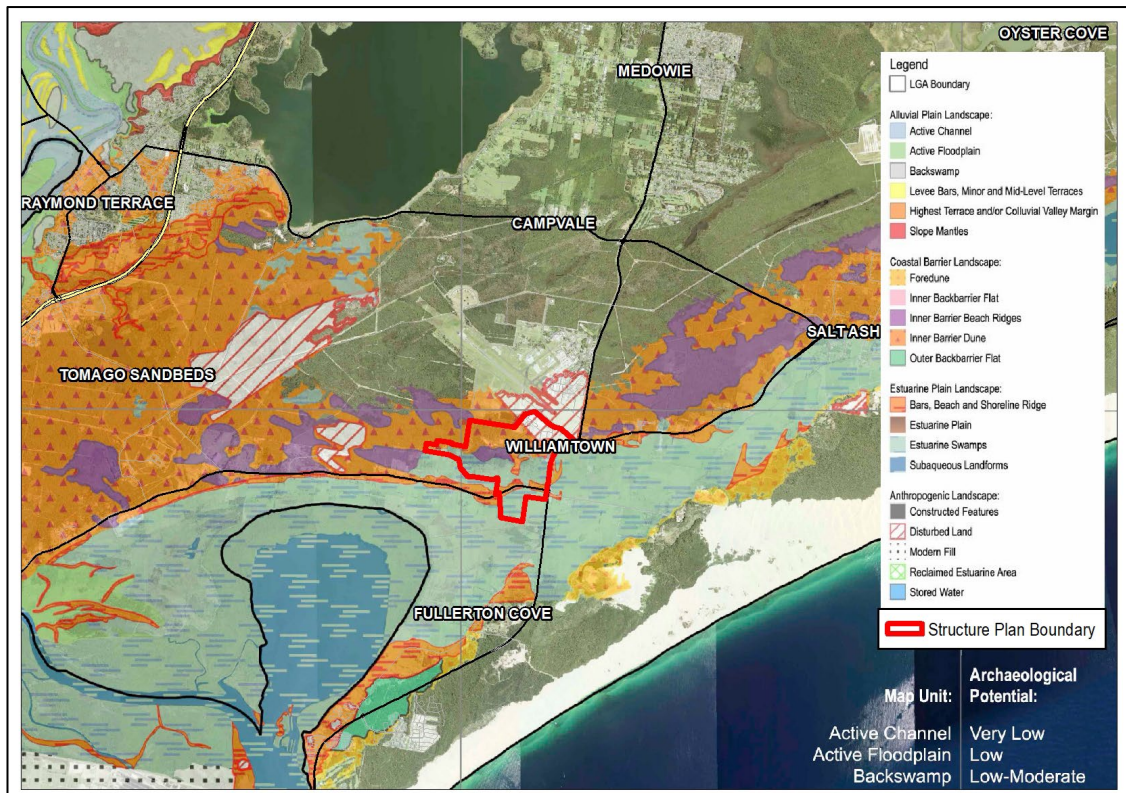 OYSTER COVE
MEDOWIE
RAYMOND TERRACE
CAMPVALE
SALT ASH
TOMAGO SANDBEDS
WILLIAMTOWN
FULLERTON COVE
Legend
LGA Boundary
Alluvial Plain Landscape:
Active Channel
Active Floodplain
Backswamp
Levee Bars, Minor and Mid-Level Terraces
Highest Terrace and/or Colluvial Valley Margin
Slope Mantles
Coastal Barrier Landscape:
Foredune
Inner Backbarrier Flat
Inner Barrier Beach Ridges
Inner Barrier Dune
Outer Backbarrier Flat
Estuarine Plain Landscape:
Bars, Beach and Shoreline Ridge
Estuarine Plain
Estuarine Swamps
Subaqueous Landforms
Anthropogenic Landscape:
Constructed Features
Disturbed Land
Modern Fill
Reclaimed Estuarine Area
Stored Water
Structure Plan Boundary
Map Unit: Archaeological Potential:
Active Channel Very Low
Active Floodplain Low
Backswamp Low-Moderate